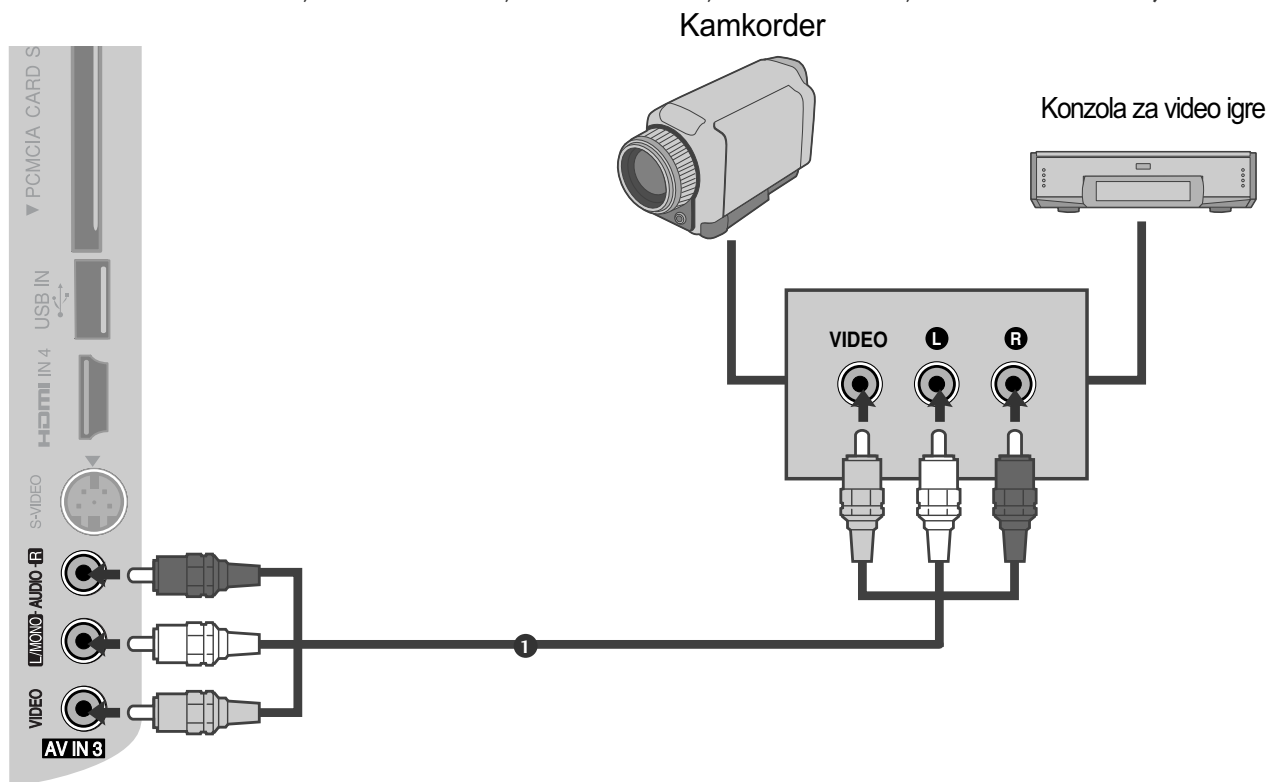 Kamkorder
Konzola za video igre
▼ PCMCIA CARD S
USB IN
HDMI IN 4
S-VIDEO
L/MONO- AUDIO -R
VIDEO
AV IN 3
VIDEO L R
1